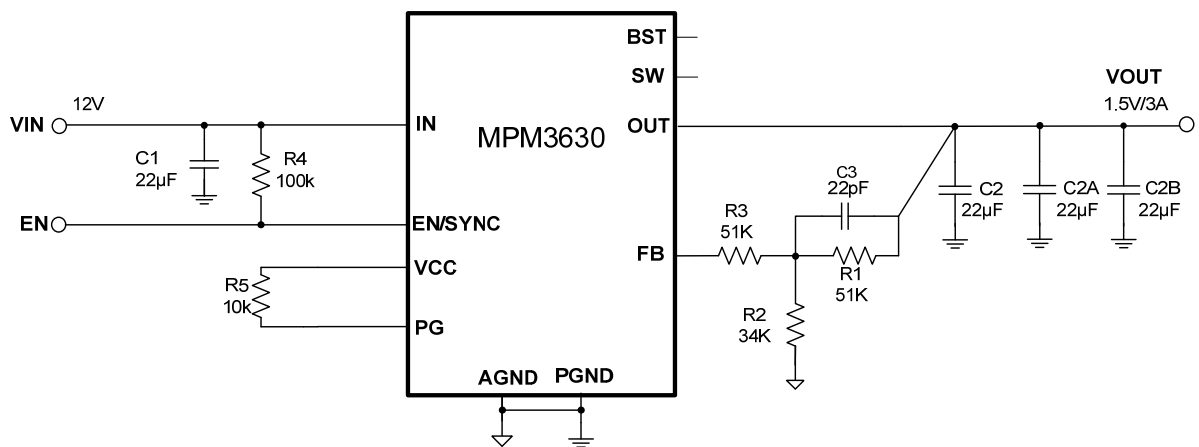 BST
SW
VOUT
12V
1.5V/3A
VIN
IN
MPM3630
OUT
C1
22µF
R4
100k
C3
22pF
C2
22µF
C2A
22µF
C2B
22µF
EN
EN/SYNC
R3
51K
FB
R1
51K
VCC
R5
10k
R2
34K
PG
AGND
PGND